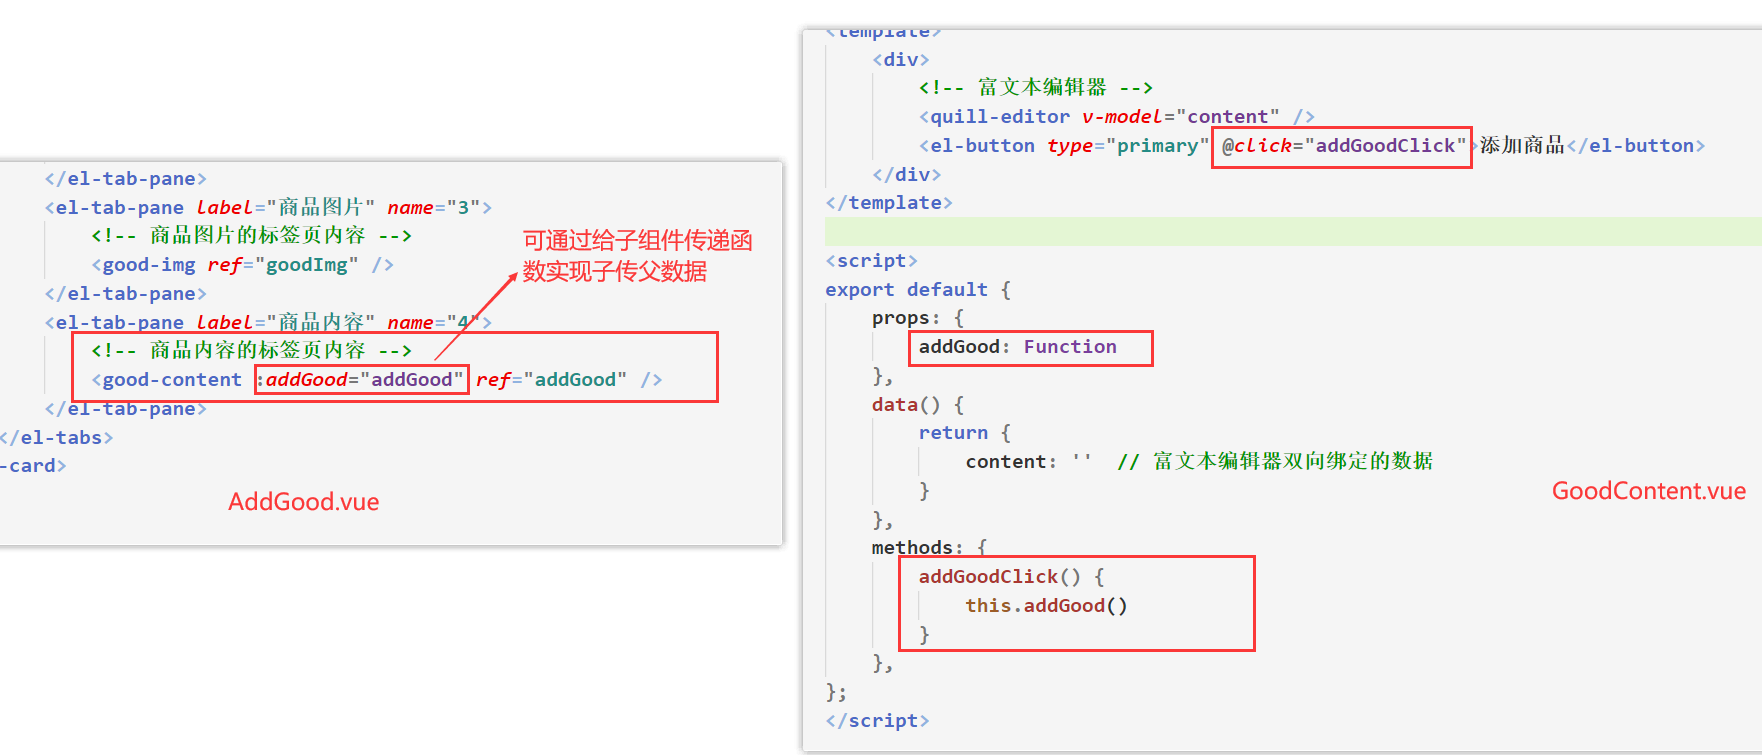 </el-tab-pane>
<el-tab-pane label="商品图片" name="3">
<!-- 商品图片的标签页内容 -->
<good-img ref="goodImg" />
</el-tab-pane>
<el-tab-pane label="商品内容" name="4">
<!-- 商品内容的标签页内容 -->
<good-content :addGood="addGood" ref="addGood" />
</el-tab-pane>
</el-tabs>
-card>
可通过给子组件传递函
数实现子传父数据
AddGood.vue
<template>
<div>
<!-- 富文本编辑器 -->
<quill-editor v-model="content" />
<el-button type="primary" @click="addGoodClick">添加商品</el-button>
</div>
</template>
<script>
export default {
props: {
addGood: Function
},
data() {
return {
content: '' // 富文本编辑器双向绑定的数据
}
},
methods: {
addGoodClick() {
this.addGood()
}
},
};
</script>
GoodContent.vue